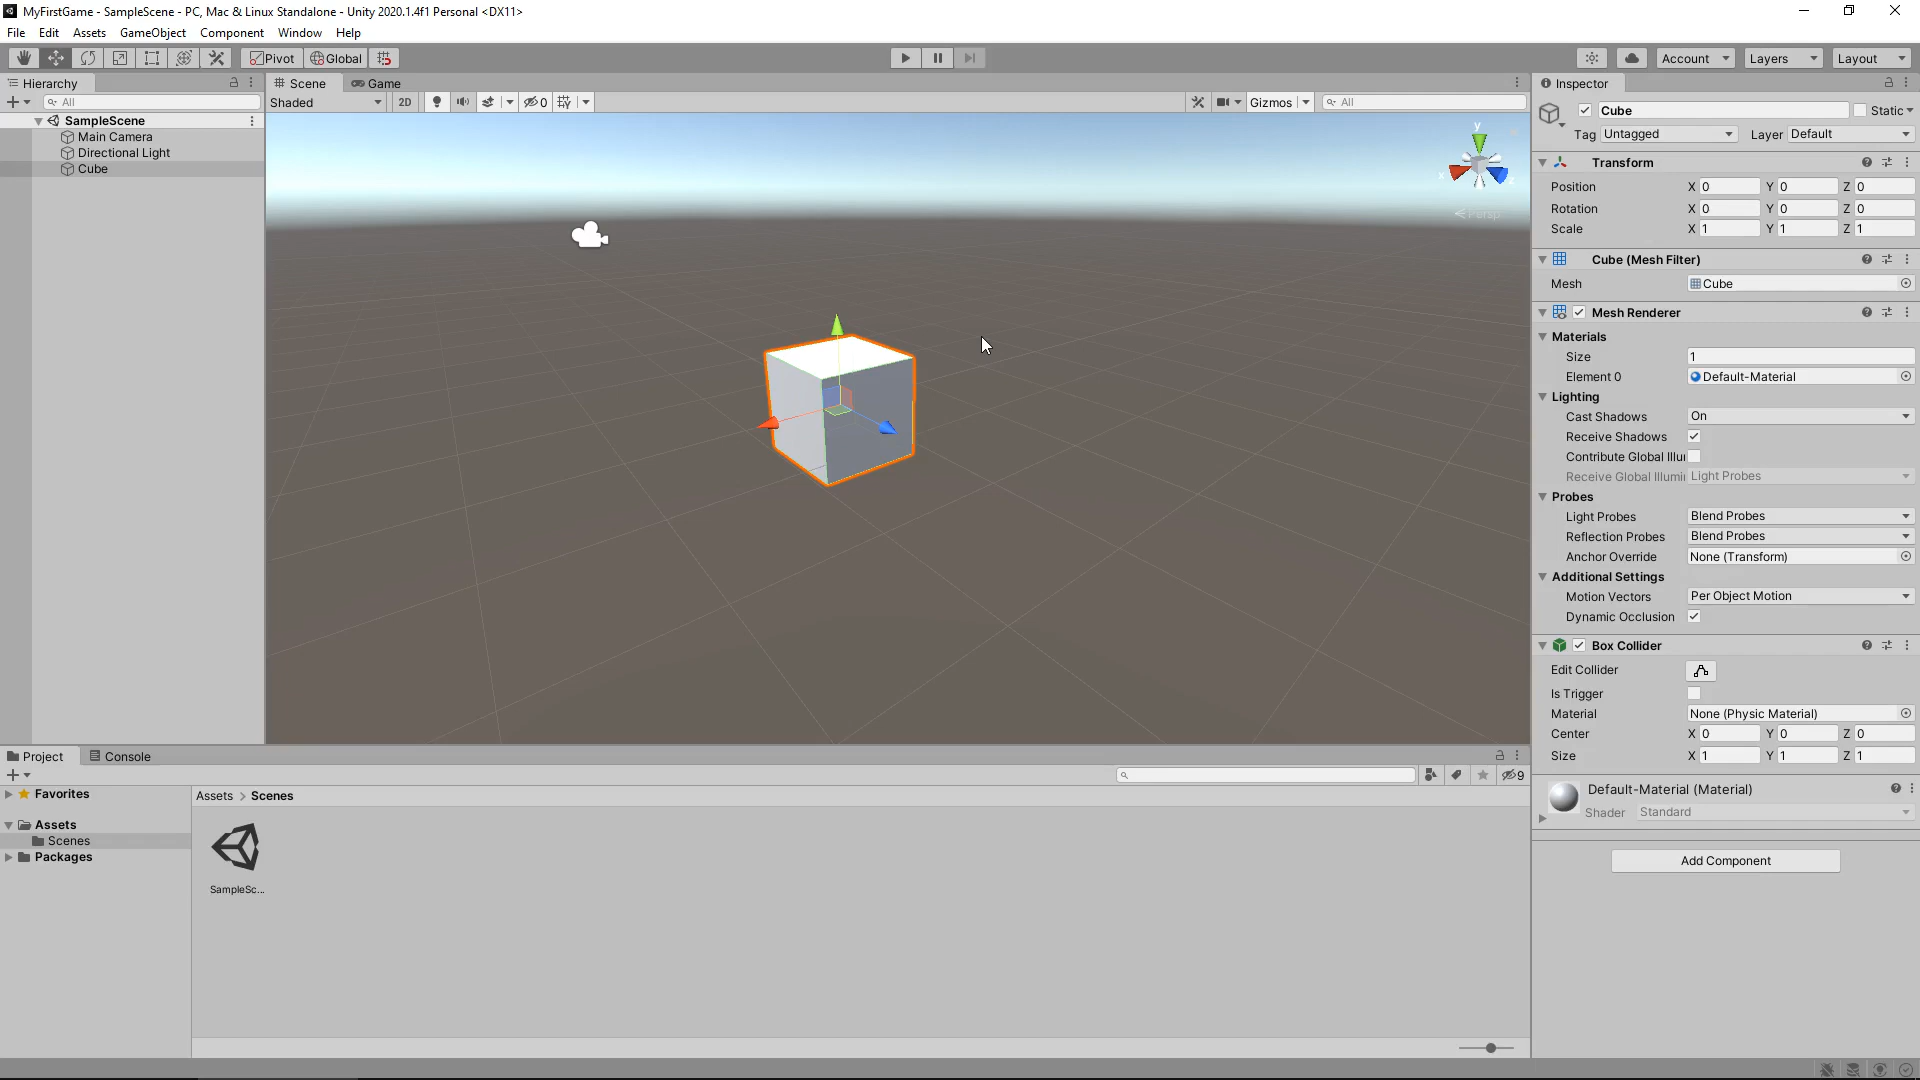 MyFirstGame - SampleScene - PC, Mac & Linux Standalone - Unity 2020.1.4f1 Personal <DX11>
File Edit Assets GameObject Component Window Help
Pivot Global Account Layers Layout
Hierarchy
All
SampleScene
Main Camera
Directional Light
Cube
Scene Game
Shaded 2D 0 Gizmos All
y
x
z
Persp
Inspector
Cube Static
Tag Untagged Layer Default
Transform
Position X 0 Y 0 Z 0
Rotation X 0 Y 0 Z 0
Scale X 1 Y 1 Z 1
Cube (Mesh Filter)
Mesh Cube
Mesh Renderer
Materials
Size 1
Element 0 Default-Material
Lighting
Cast Shadows On
Receive Shadows
Contribute Global Illu
Receive Global Illumi Light Probes
Probes
Light Probes Blend Probes
Reflection Probes Blend Probes
Anchor Override None (Transform)
Additional Settings
Motion Vectors Per Object Motion
Dynamic Occlusion
Box Collider
Edit Collider
Is Trigger
Material None (Physic Material)
Center X 0 Y 0 Z 0
Size X 1 Y 1 Z 1
Default-Material (Material)
Shader Standard
Add Component
Project Console
9
Favorites
Assets
Scenes
Packages
Assets > Scenes
SampleSc...